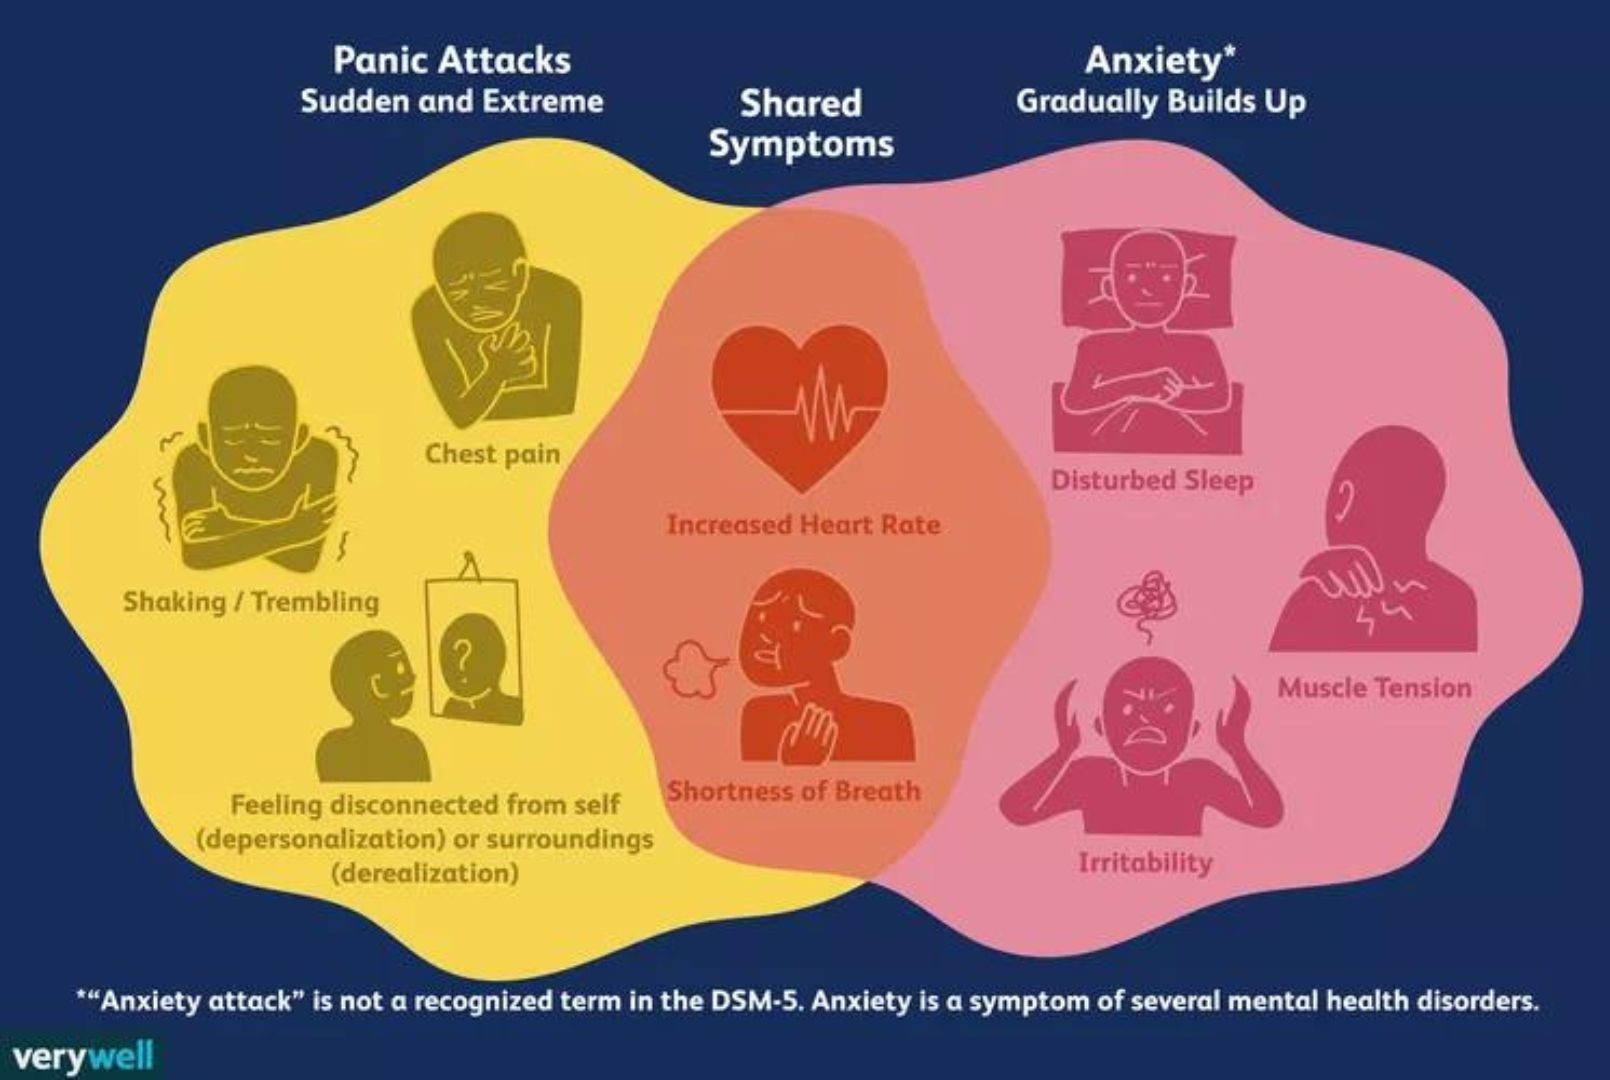 Panic Attacks
Sudden and Extreme
Shared
Symptoms
Anxiety*
Gradually Builds Up
Chest pain
Shaking / Trembling
?
Feeling disconnected from self
(depersonalization) or surroundings
(derealization)
Increased Heart Rate
Shortness of Breath
Disturbed Sleep
Muscle Tension
Irritability
*“Anxiety attack” is not a recognized term in the DSM-5. Anxiety is a symptom of several mental health disorders.
verywell